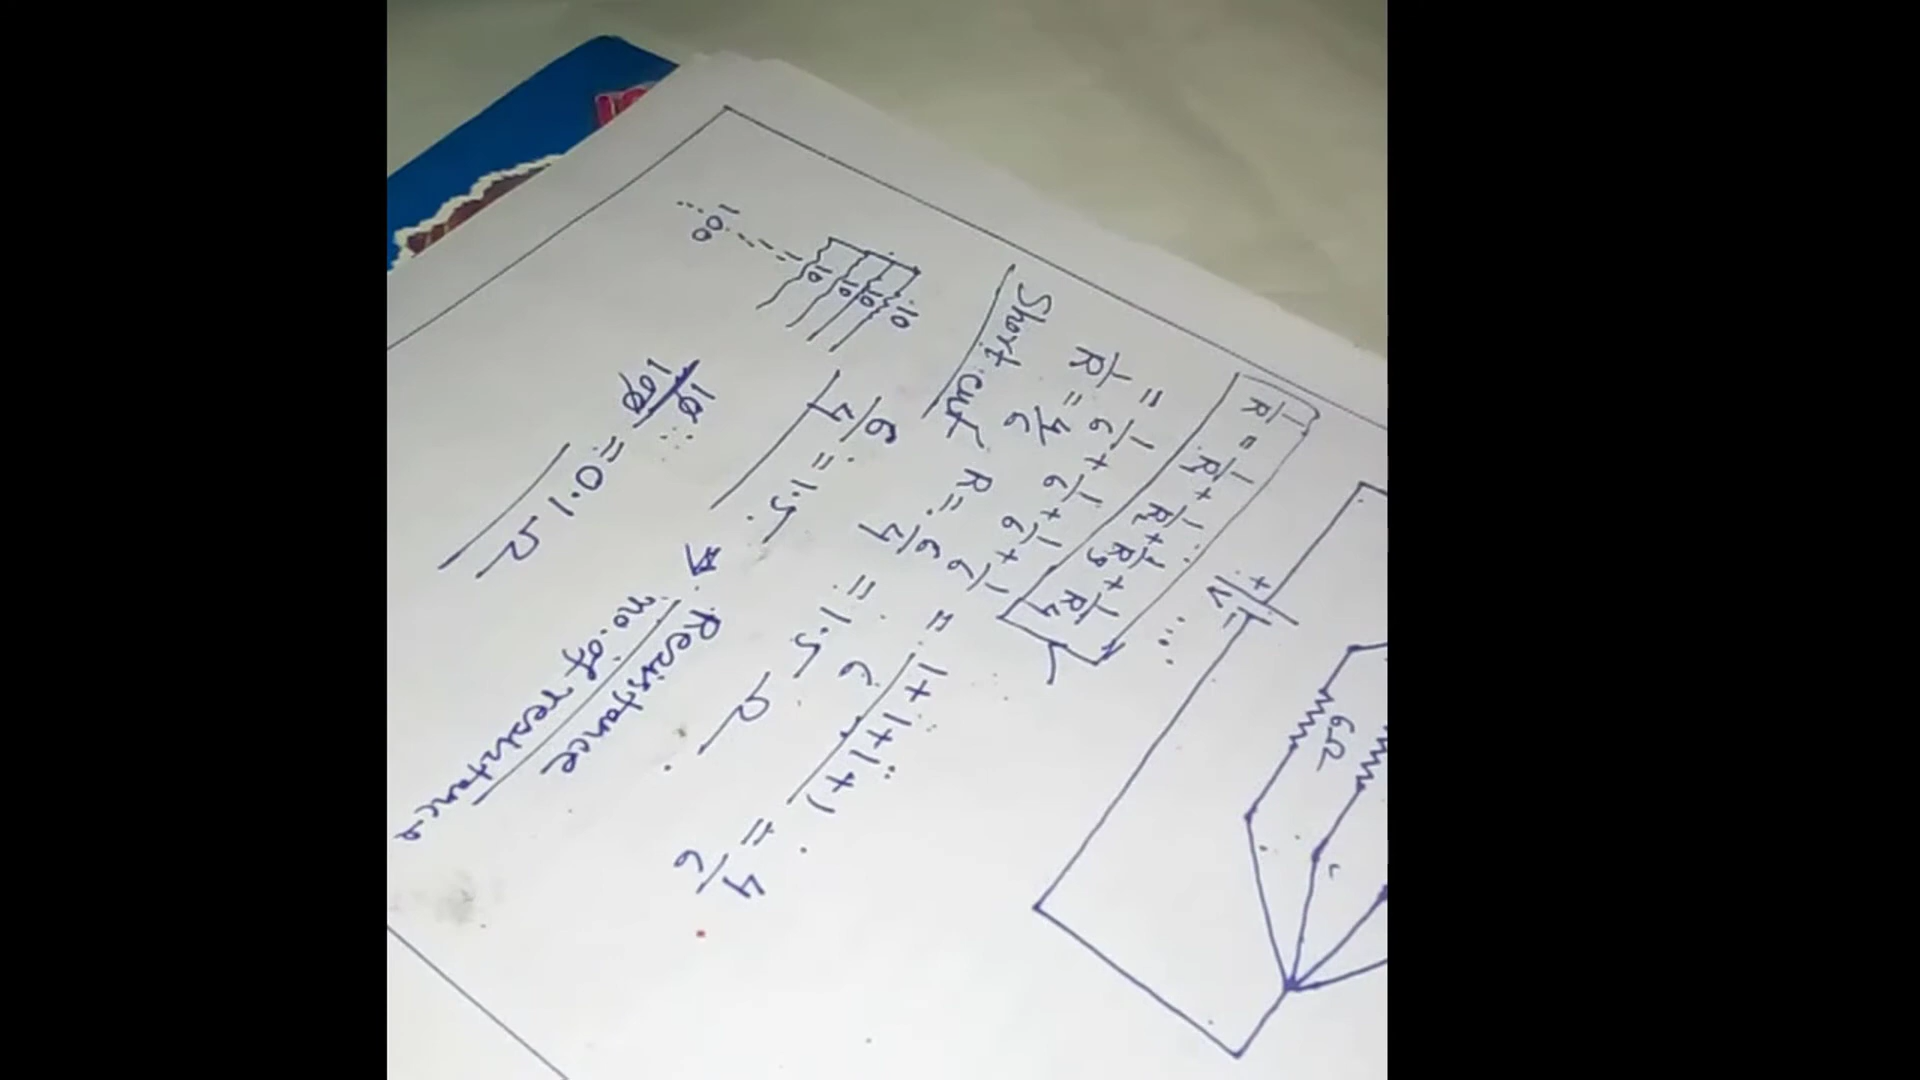 + V -
6Ω
1/R = 1/R1 + 1/R2 + 1/R3 + 1/R4
= 1/6 + 1/6 + 1/6 + 1/6 = 1+1+1+1/6 = 4/6
1/R = 4/6 R = 6/4 = 1.5 Ω
Short cut
6/4 = 1.5 → Resistance/no. of resistance
10 10 10 10
100
10/100 = 0.1 Ω